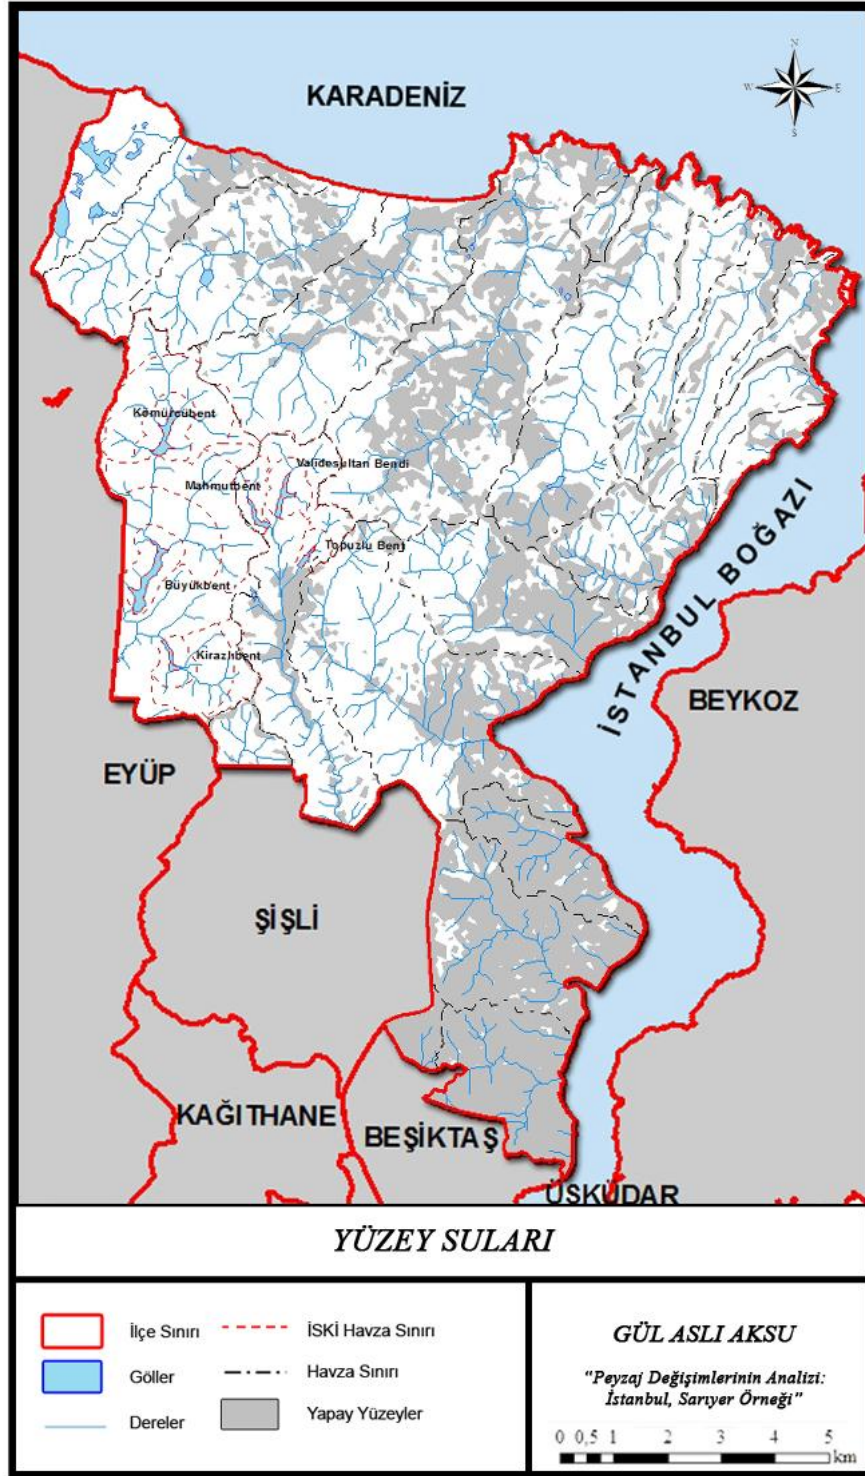 KARADENİZ
N
W
E
S
Kömürcübent
Validesultan Bendi
Mahmutbent
Topuzlu Bent
Büyükbent
Kirazlıbent
İSTANBUL BOĞAZI
BEYKOZ
EYÜP
ŞİŞLİ
KAĞITHANE
BEŞİKTAŞ
ÜSKÜDAR
YÜZEY SULARI
İlçe Sınırı
İSKİ Havza Sınırı
Göller
Havza Sınırı
Dereler
Yapay Yüzeyler
GÜL ASLI AKSU
"Peyzaj Değişimlerinin Analizi:
İstanbul, Sarıyer Örneği"
0 0,5 1 2 3 4 5
km